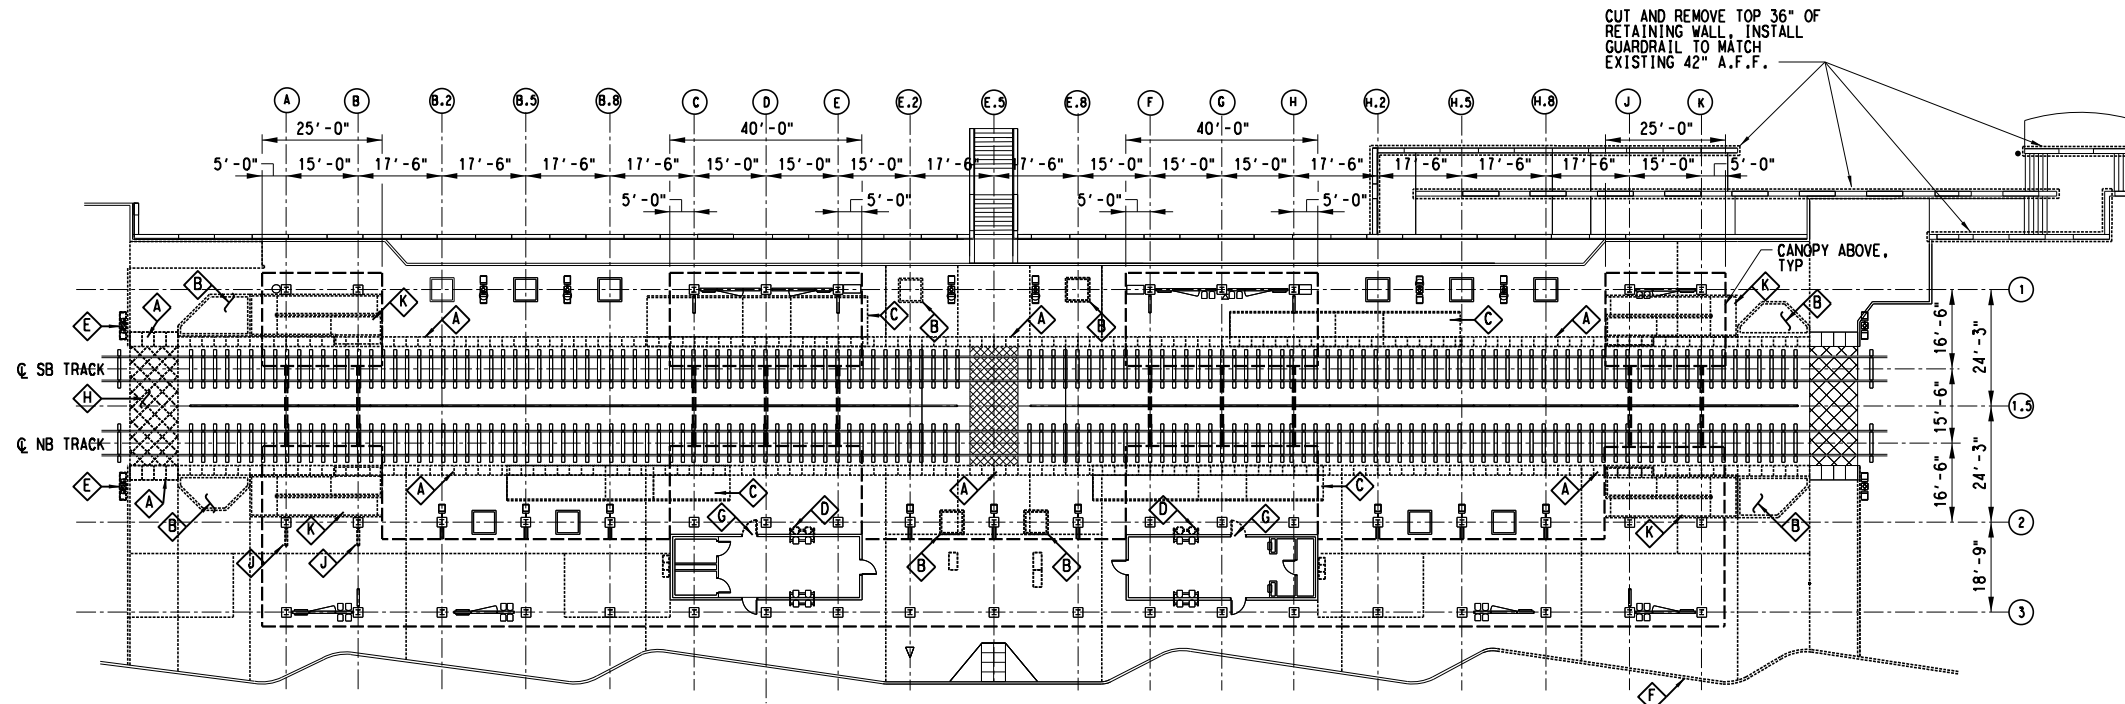 CUT AND REMOVE TOP 36" OF
RETAINING WALL, INSTALL
GUARDRAIL TO MATCH
EXISTING 42" A.F.F.
A B B.2 B.5 B.8 C D E E.2 E.5 E.8 F G H H.2 H.5 H.8 J K
25'-0" 40'-0" 40'-0" 25'-0"
5'-0" 15'-0" 17'-6" 17'-6" 17'-6" 17'-6" 15'-0" 15'-0" 15'-0" 17'-6" 17'-6" 15'-0" 15'-0" 15'-0" 17'-6" 17'-6" 17'-6" 17'-6" 15'-0" 5'-0"
5'-0" 5'-0" 5'-0" 5'-0"
CANOPY ABOVE,
TYP
B K B
A K K
B
1
E A C B B A C A
16'-6" 24'-3"
℄ SB TRACK
H
15'-6"
1.5
℄ NB TRACK
E A A C A C A
16'-6" 24'-3"
B K G D D G K B
2
J J B B
18'-9"
3
F